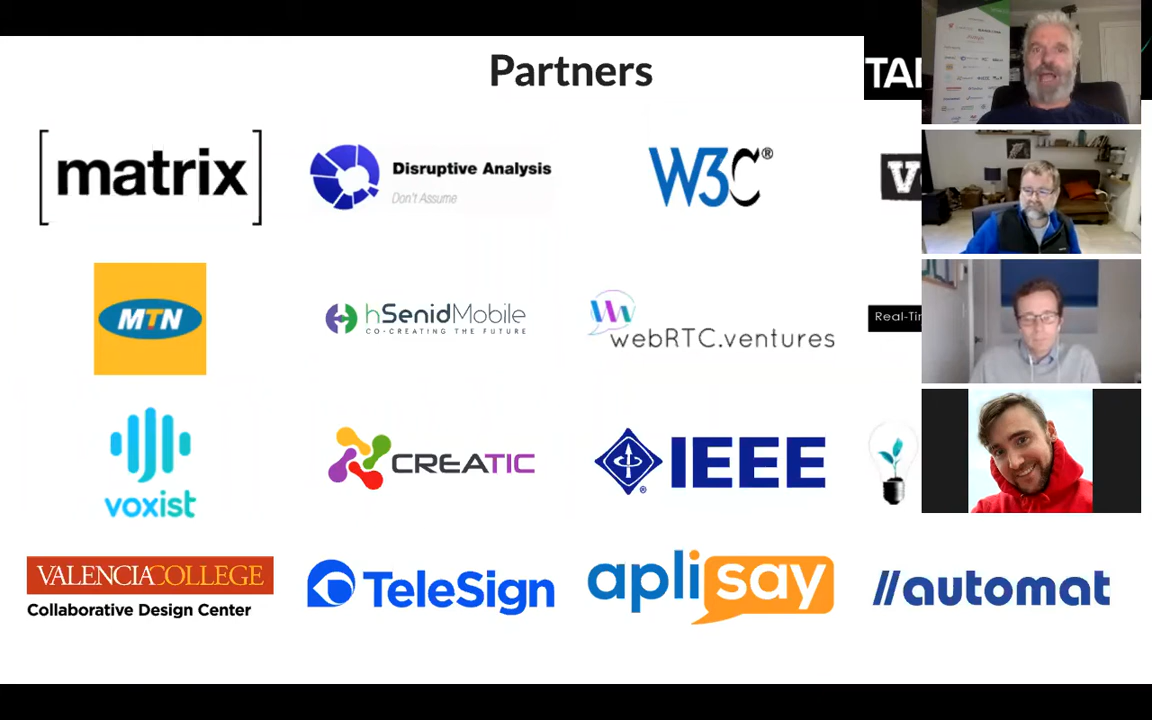 Partners
TA
[matrix]
Disruptive Analysis
Don't Assume
W3C®
V
MTN
hSenidMobile
CO-CREATING THE FUTURE
webRTC.ventures
Real-Tim
voxist
CREATIC
IEEE
®
VALENCIACOLLEGE
Collaborative Design Center
TeleSign
aplisay
//automat